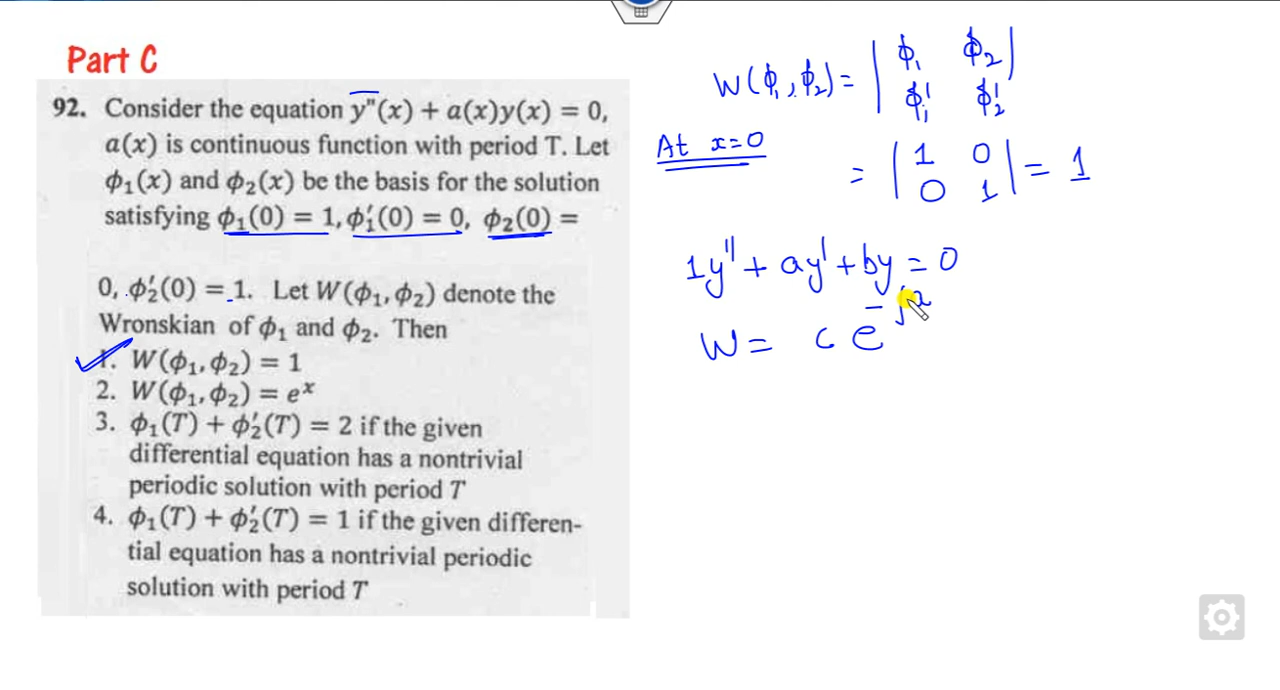 Part C
92. Consider the equation y"(x) + a(x)y(x) = 0,
a(x) is continuous function with period T. Let
ϕ₁(x) and ϕ₂(x) be the basis for the solution
satisfying ϕ₁(0) = 1, ϕ₁′(0) = 0, ϕ₂(0) =
0, ϕ₂′(0) = 1. Let W(ϕ₁, ϕ₂) denote the
Wronskian of ϕ₁ and ϕ₂. Then
1. W(ϕ₁, ϕ₂) = 1
2. W(ϕ₁, ϕ₂) = eˣ
3. ϕ₁(T) + ϕ₂′(T) = 2 if the given
differential equation has a nontrivial
periodic solution with period T
4. ϕ₁(T) + ϕ₂′(T) = 1 if the given differen-
tial equation has a nontrivial periodic
solution with period T
W(ϕ₁, ϕ₂) = | ϕ₁ ϕ₂ |
| ϕ₁' ϕ₂' |
At x=0
= | 1 0 |
| 0 1 | = 1
1y'' + ay' + by = 0
W = c e^-∫a